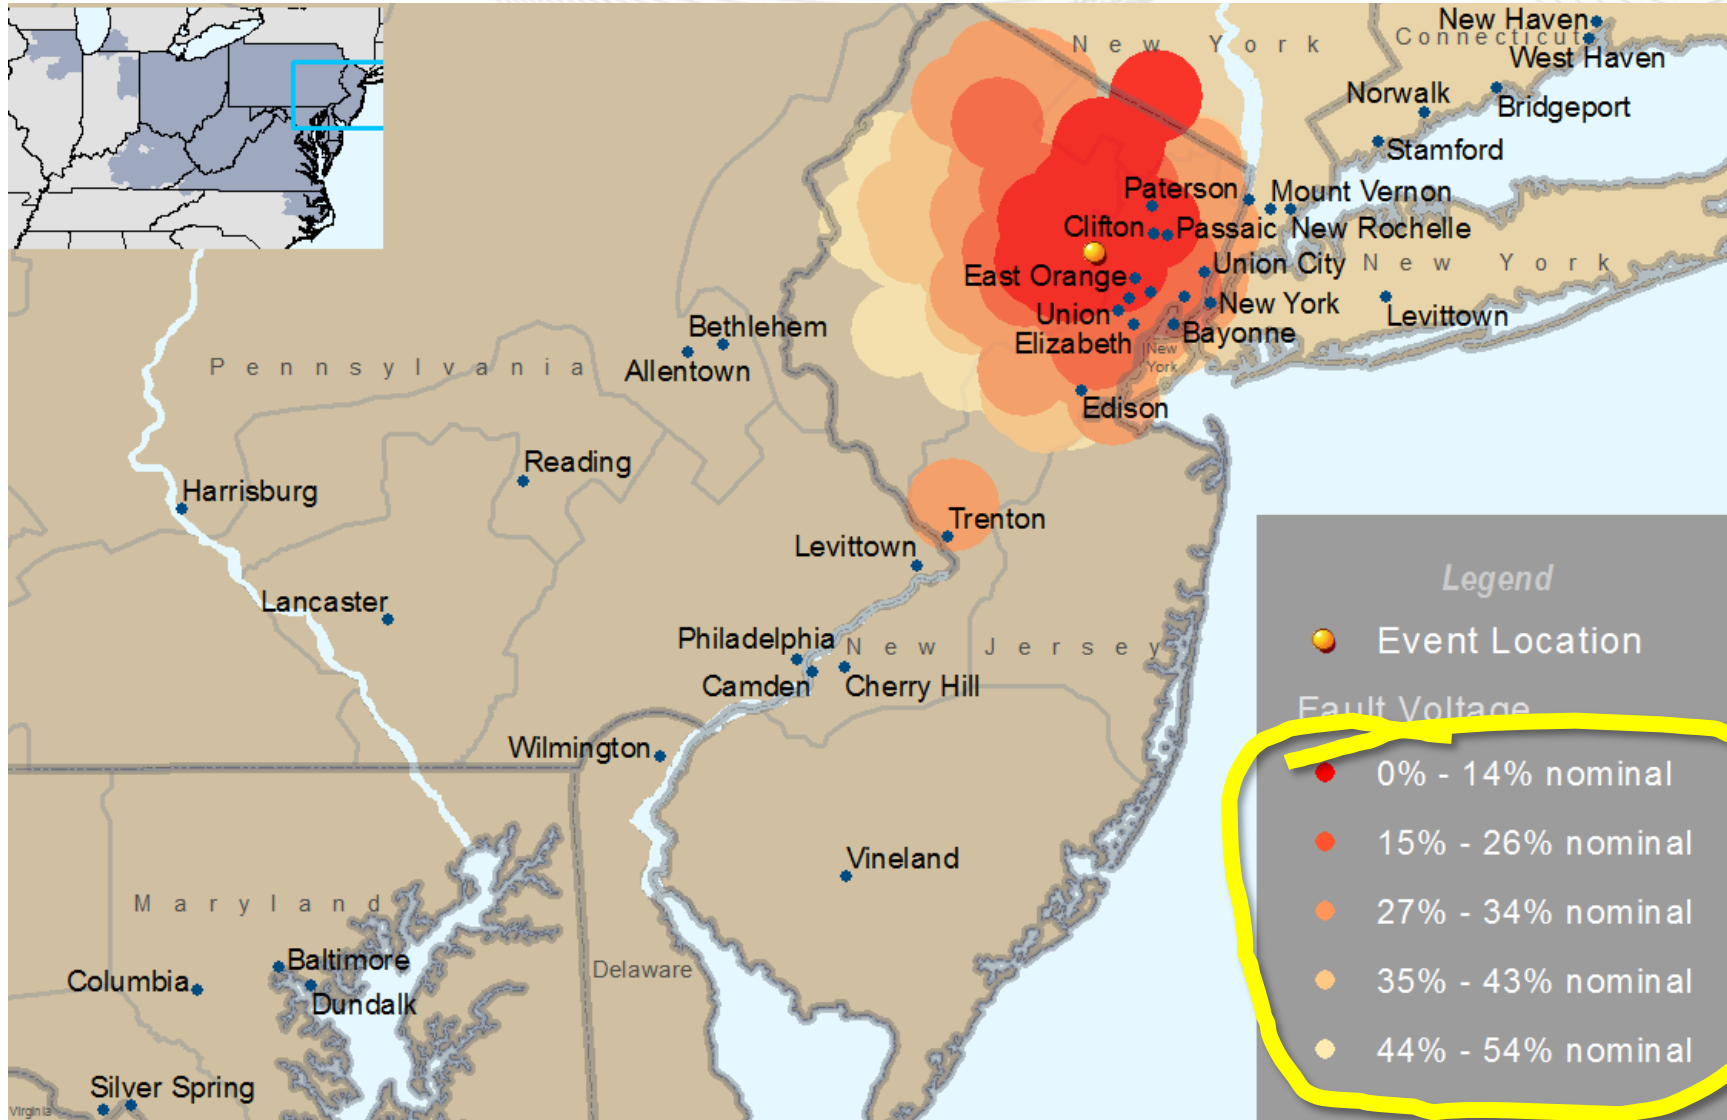 New Haven
Connecticut
New York
West Haven
Norwalk
Bridgeport
Stamford
Paterson
Mount Vernon
Clifton
Passaic
New Rochelle
East Orange
Union City
New York
Union
New York
Levittown
Elizabeth
Bayonne
New
York
Bethlehem
Pennsylvania
Allentown
Edison
Reading
Harrisburg
Trenton
Levittown
Lancaster
Philadelphia
New Jersey
Camden
Cherry Hill
Wilmington
Vineland
Maryland
Baltimore
Delaware
Columbia
Dundalk
Silver Spring
Virginia
Legend
Event Location
Fault Voltage
0% - 14% nominal
15% - 26% nominal
27% - 34% nominal
35% - 43% nominal
44% - 54% nominal